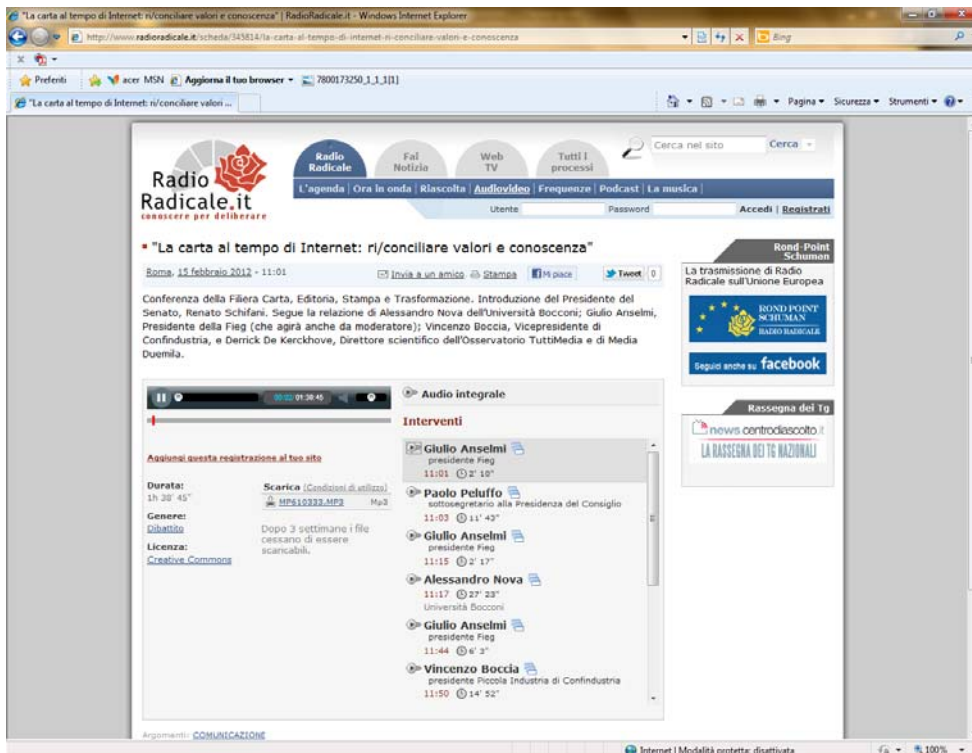 "La carta al tempo di Internet: ri/conciliare valori e conoscenza" | RadioRadicale.it - Windows Internet Explorer
http://www.radioradicale.it/scheda/345814/la-carta-al-tempo-di-internet-ri-conciliare-valori-e-conoscenza
Bing
Preferiti acer MSN Aggiorna il tuo browser 7800173250_1_1_1[1]
"La carta al tempo di Internet: ri/conciliare valori ...
Pagina Sicurezza Strumenti
Radio Radicale.it
conoscere per deliberare
Radio Radicale
Fai Notizia
Web TV
Tutti i processi
Cerca nel sito Cerca
L'agenda | Ora in onda | Riascolta | Audiovideo | Frequenze | Podcast | La musica |
Utente Password Accedi | Registrati
"La carta al tempo di Internet: ri/conciliare valori e conoscenza"
Roma, 15 febbraio 2012 - 11:01 Invia a un amico Stampa Mi piace Tweet 0
Conferenza della Filiera Carta, Editoria, Stampa e Trasformazione. Introduzione del Presidente del
Senato, Renato Schifani. Segue la relazione di Alessandro Nova dell'Università Bocconi; Giulio Anselmi,
Presidente della Fieg (che agirà anche da moderatore); Vincenzo Boccia, Vicepresidente di
Confindustria, e Derrick De Kerckhove, Direttore scientifico dell'Osservatorio TuttiMedia e di Media
Duemila.
01:38:45
Aggiungi questa registrazione al tuo sito
Durata:
1h 38' 45"
Genere:
Dibattito
Licenza:
Creative Commons
Scarica (Condizioni di utilizzo)
MP610333.MP3 Mp3
Dopo 3 settimane i file
cessano di essere
scaricabili.
Audio integrale
Interventi
Giulio Anselmi
presidente Fieg
11:01 2' 10"
Paolo Peluffo
sottosegretario alla Presidenza del Consiglio
11:03 11' 43"
Giulio Anselmi
presidente Fieg
11:15 2' 17"
Alessandro Nova
11:17 27' 23"
Università Bocconi
Giulio Anselmi
presidente Fieg
11:44 6' 3"
Vincenzo Boccia
presidente Piccola Industria di Confindustria
11:50 14' 52"
Rond-Point
Schuman
La trasmissione di Radio
Radicale sull'Unione Europea
ROND POINT
SCHUMAN
RADIO RADICALE
Seguici anche su facebook
Rassegna dei Tg
news centrodiascolto.it
LA RASSEGNA DEI TG NAZIONALI
Argomenti: COMUNICAZIONE
Internet | Modalità protetta: disattivata 100%